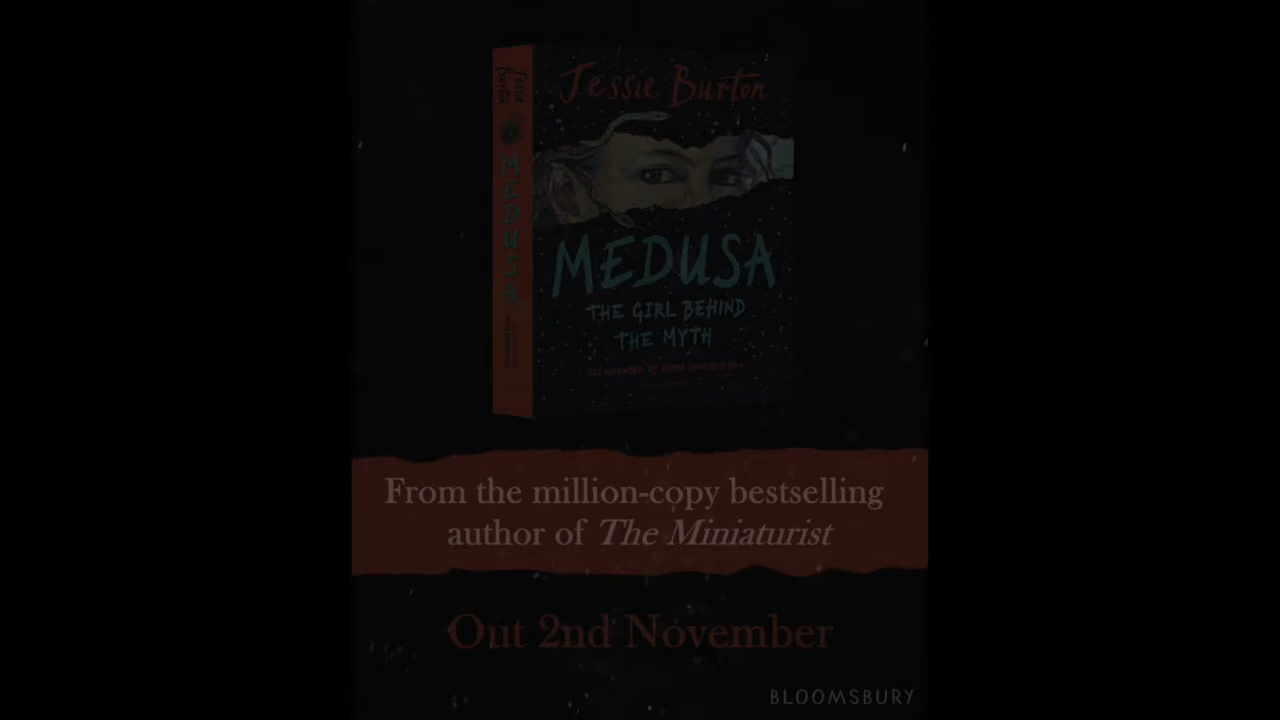 Jessie Burton
MEDUSA
THE GIRL BEHIND
THE MYTH
MEDUSA
From the million-copy bestselling
author of The Miniaturist
Out 2nd November
BLOOMSBURY